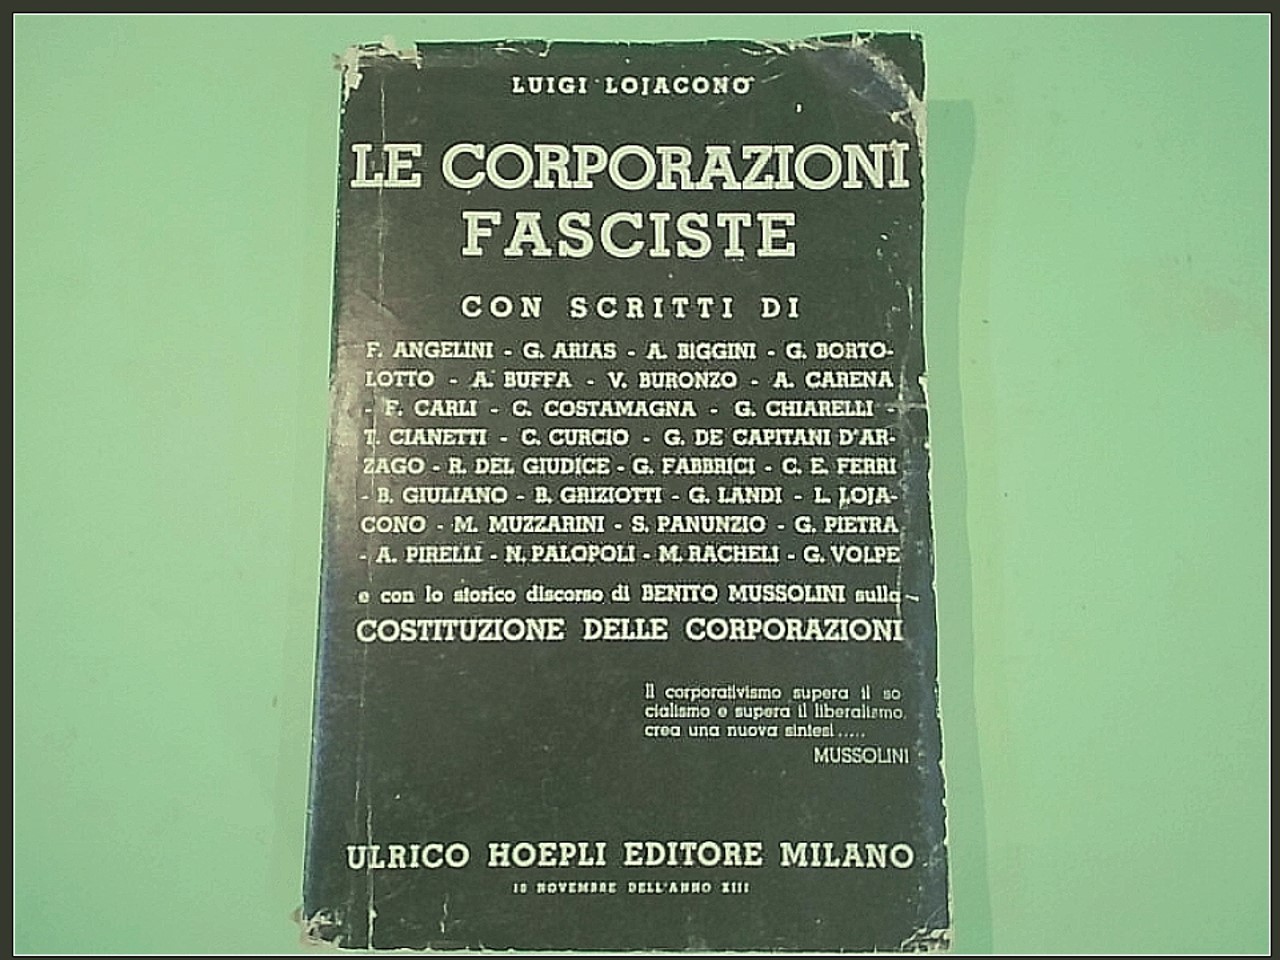 LUIGI LOJACONO
LE CORPORAZIONI
FASCISTE
CON SCRITTI DI
F. ANGELINI - G. ARIAS - A. BIGGINI - G. BORTO-
LOTTO - A. BUFFA - V. BURONZO - A. CARENA
- F. CARLI - C. COSTAMAGNA - G. CHIARELLI -
T. CIANETTI - C. CURCIO - G. DE CAPITANI D'AR-
ZAGO - R. DEL GIUDICE - G. FABBRICI - C. E. FERRI
- B. GIULIANO - B. GRIZIOTTI - G. LANDI - L. LOJA-
CONO - M. MUZZARINI - S. PANUNZIO - G. PIETRA
- A. PIRELLI - N. PALOPOLI - M. RACHELI - G. VOLPE
e con lo storico discorso di BENITO MUSSOLINI sulla
COSTITUZIONE DELLE CORPORAZIONI
Il corporativismo supera il so
cialismo e supera il liberalismo
crea una nuova sintesi .....
MUSSOLINI
ULRICO HOEPLI EDITORE MILANO
NOVEMBRE DELL'ANNO XIII